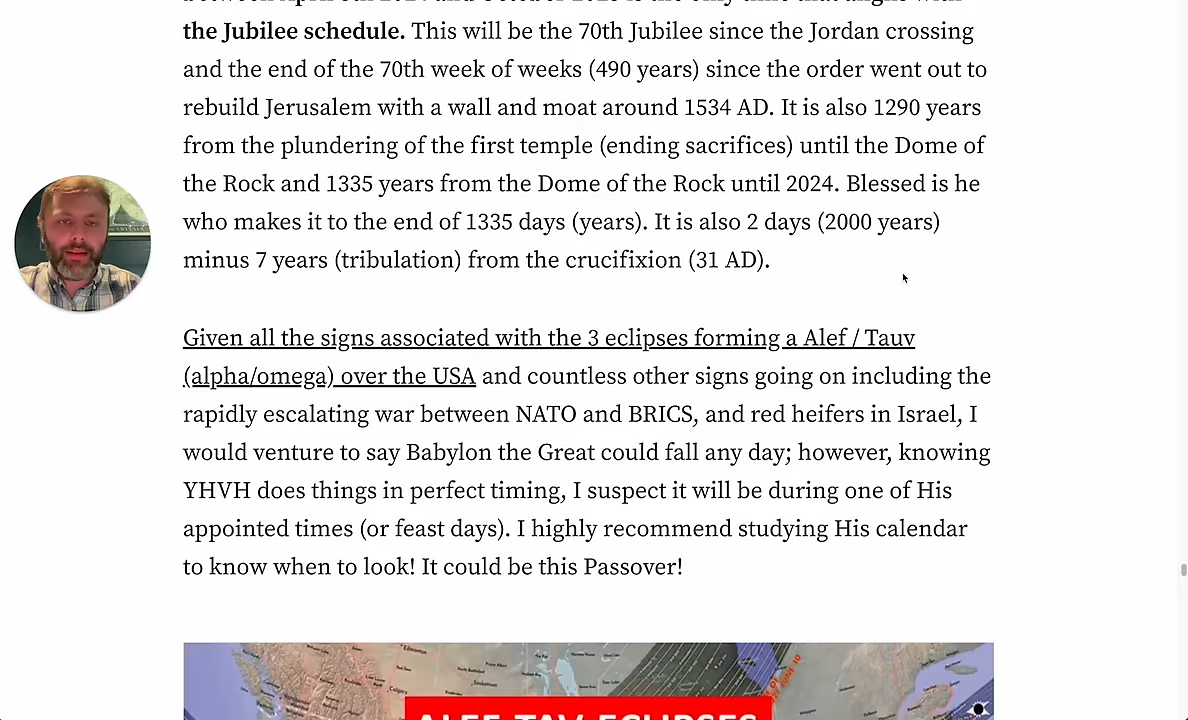 the Jubilee schedule. This will be the 70th Jubilee since the Jordan crossing
and the end of the 70th week of weeks (490 years) since the order went out to
rebuild Jerusalem with a wall and moat around 1534 AD. It is also 1290 years
from the plundering of the first temple (ending sacrifices) until the Dome of
the Rock and 1335 years from the Dome of the Rock until 2024. Blessed is he
who makes it to the end of 1335 days (years). It is also 2 days (2000 years)
minus 7 years (tribulation) from the crucifixion (31 AD).
Given all the signs associated with the 3 eclipses forming a Alef / Tauv
(alpha/omega) over the USA and countless other signs going on including the
rapidly escalating war between NATO and BRICS, and red heifers in Israel, I
would venture to say Babylon the Great could fall any day; however, knowing
YHVH does things in perfect timing, I suspect it will be during one of His
appointed times (or feast days). I highly recommend studying His calendar
to know when to look! It could be this Passover!
Edmonton
Calgary
Saskatoon
JUNE 10
ALEF TAV ECLIPSES